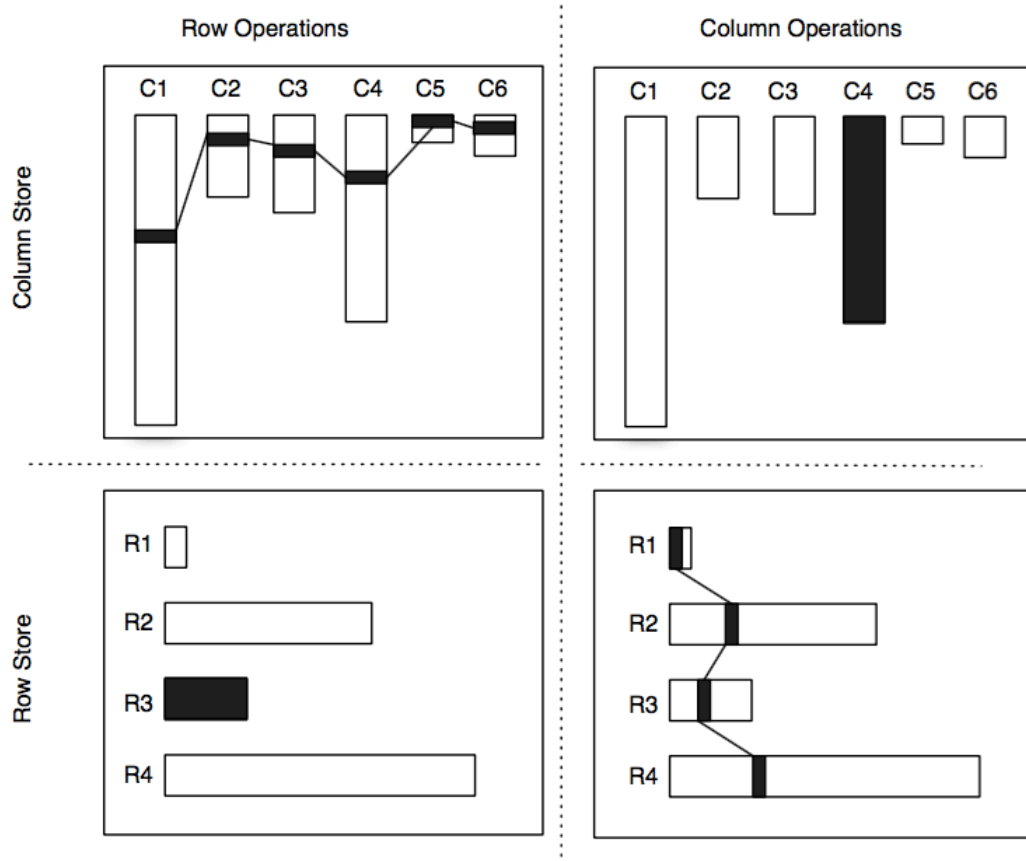 Row Operations
Column Operations
Column Store
C1 C2 C3 C4 C5 C6
C1 C2 C3 C4 C5 C6
Row Store
R1
R2
R3
R4
R1
R2
R3
R4